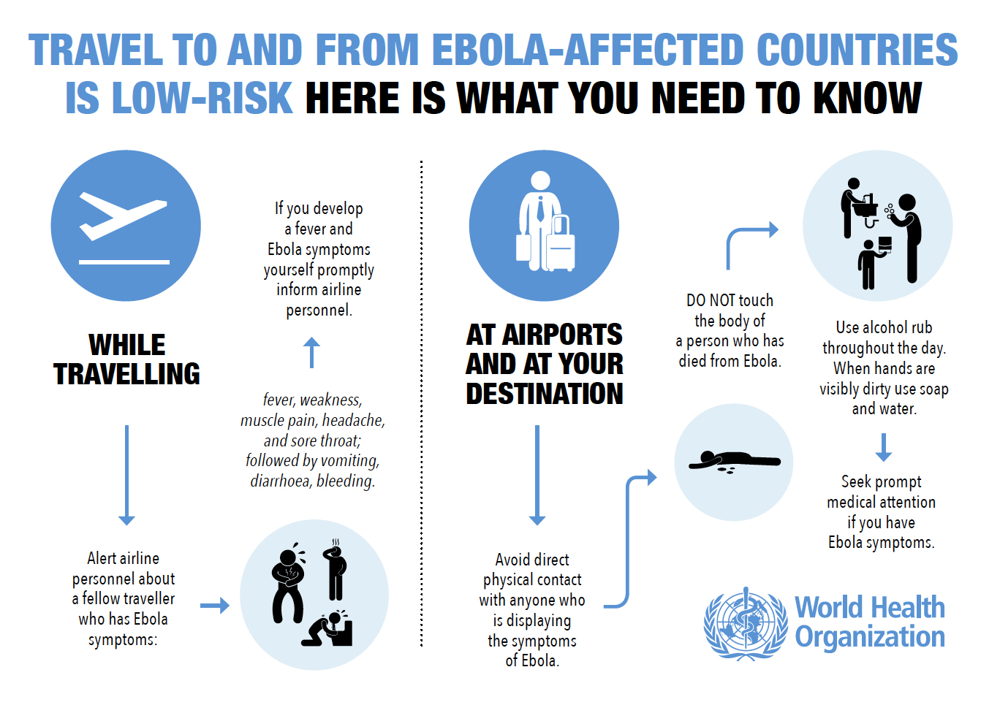 TRAVEL TO AND FROM EBOLA-AFFECTED COUNTRIES
IS LOW-RISK HERE IS WHAT YOU NEED TO KNOW
WHILE
TRAVELLING
Alert airline
personnel about
a fellow traveller
who has Ebola
symptoms:
fever, weakness,
muscle pain, headache,
and sore throat;
followed by vomiting,
diarrhoea, bleeding.
If you develop
a fever and
Ebola symptoms
yourself promptly
inform airline
personnel.
AT AIRPORTS
AND AT YOUR
DESTINATION
Avoid direct
physical contact
with anyone who
is displaying
the symptoms
of Ebola.
DO NOT touch
the body of
a person who has
died from Ebola.
Use alcohol rub
throughout the day.
When hands are
visibly dirty use soap
and water.
Seek prompt
medical attention
if you have
Ebola symptoms.
World Health
Organization